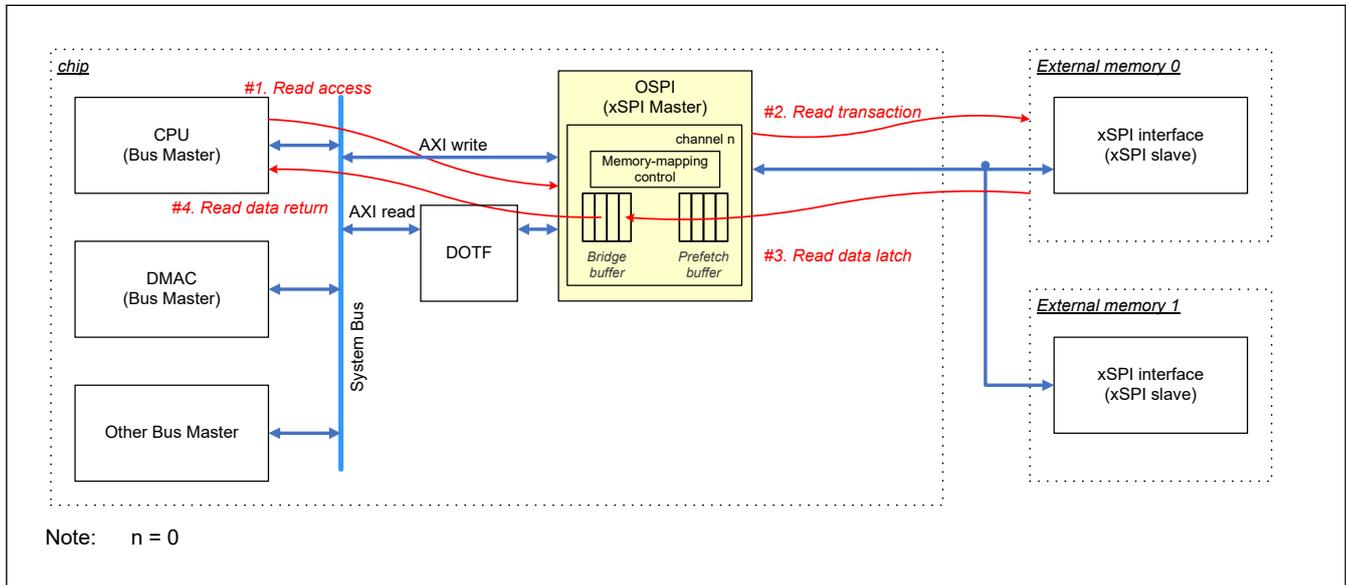 chip
#1. Read access
CPU
(Bus Master)
AXI write
#4. Read data return
AXI read
DOTF
DMAC
(Bus Master)
System Bus
Other Bus Master
OSPI
(xSPI Master)
channel n
Memory-mapping
control
Bridge
buffer
Prefetch
buffer
#2. Read transaction
#3. Read data latch
External memory 0
xSPI interface
(xSPI slave)
External memory 1
xSPI interface
(xSPI slave)
Note: n = 0